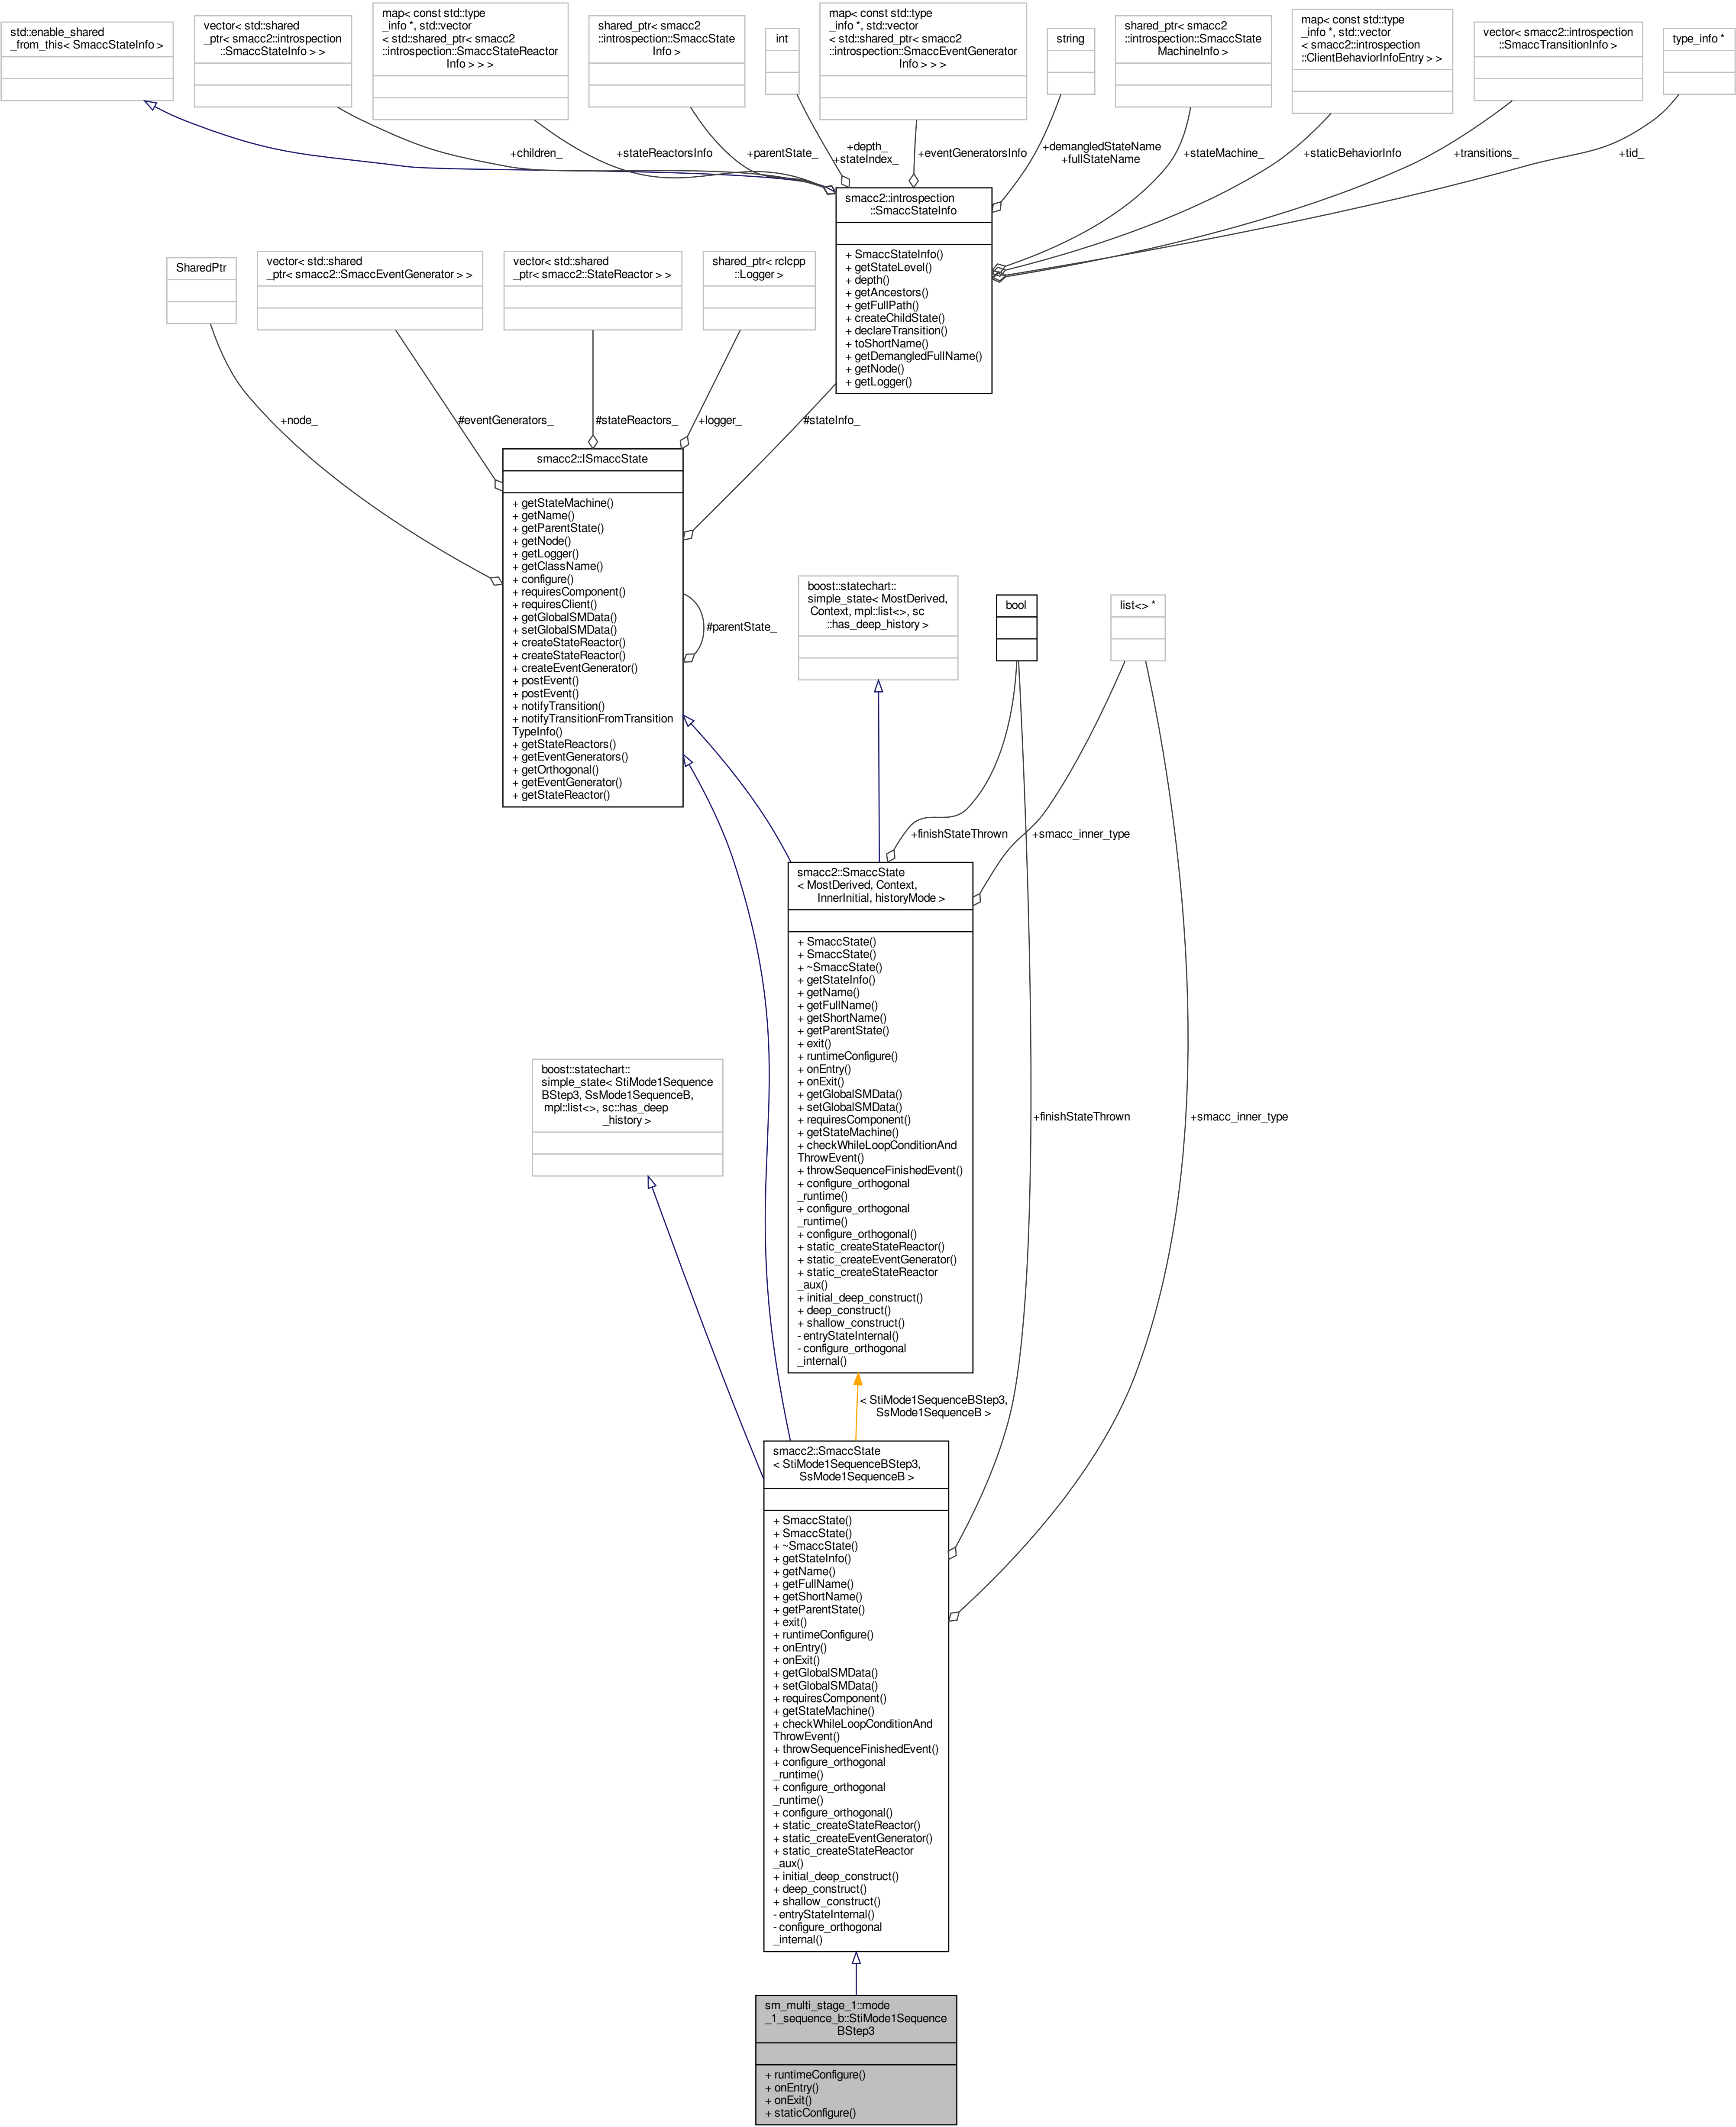 std::enable_shared
_from_this< SmaccStateInfo >
vector< std::shared
_ptr< smacc2::introspection
::SmaccStateInfo > >
map< const std::type
_info *, std::vector
< std::shared_ptr< smacc2
::introspection::SmaccStateReactor
Info > > >
shared_ptr< smacc2
::introspection::SmaccState
Info >
int
map< const std::type
_info *, std::vector
< std::shared_ptr< smacc2
::introspection::SmaccEventGenerator
Info > > >
string
shared_ptr< smacc2
::introspection::SmaccState
MachineInfo >
map< const std::type
_info *, std::vector
< smacc2::introspection
::ClientBehaviorInfoEntry > >
vector< smacc2::introspection
::SmaccTransitionInfo >
type_info *
+children_
+stateReactorsInfo
+parentState_
+depth_
+stateIndex_
+eventGeneratorsInfo
+demangledStateName
+fullStateName
+stateMachine_
+staticBehaviorInfo
+transitions_
+tid_
smacc2::introspection
::SmaccStateInfo
+ SmaccStateInfo()
+ getStateLevel()
+ depth()
+ getAncestors()
+ getFullPath()
+ createChildState()
+ declareTransition()
+ toShortName()
+ getDemangledFullName()
+ getNode()
+ getLogger()
SharedPtr
vector< std::shared
_ptr< smacc2::SmaccEventGenerator > >
vector< std::shared
_ptr< smacc2::StateReactor > >
shared_ptr< rclcpp
::Logger >
+node_
#eventGenerators_
#stateReactors_
+logger_
#stateInfo_
smacc2::ISmaccState
+ getStateMachine()
+ getName()
+ getParentState()
+ getNode()
+ getLogger()
+ getClassName()
+ configure()
+ requiresComponent()
+ requiresClient()
+ getGlobalSMData()
+ setGlobalSMData()
+ createStateReactor()
+ createStateReactor()
+ createEventGenerator()
+ postEvent()
+ postEvent()
+ notifyTransition()
+ notifyTransitionFromTransition
TypeInfo()
+ getStateReactors()
+ getEventGenerators()
+ getOrthogonal()
+ getEventGenerator()
+ getStateReactor()
#parentState_
boost::statechart::
simple_state< MostDerived,
Context, mpl::list<>, sc
::has_deep_history >
bool
list<> *
+finishStateThrown
+smacc_inner_type
smacc2::SmaccState
< MostDerived, Context,
InnerInitial, historyMode >
+ SmaccState()
+ SmaccState()
+ ~SmaccState()
+ getStateInfo()
+ getName()
+ getFullName()
+ getShortName()
+ getParentState()
+ exit()
+ runtimeConfigure()
+ onEntry()
+ onExit()
+ getGlobalSMData()
+ setGlobalSMData()
+ requiresComponent()
+ getStateMachine()
+ checkWhileLoopConditionAnd
ThrowEvent()
+ throwSequenceFinishedEvent()
+ configure_orthogonal
_runtime()
+ configure_orthogonal
_runtime()
+ configure_orthogonal()
+ static_createStateReactor()
+ static_createEventGenerator()
+ static_createStateReactor
_aux()
+ initial_deep_construct()
+ deep_construct()
+ shallow_construct()
- entryStateInternal()
- configure_orthogonal
_internal()
boost::statechart::
simple_state< StiMode1Sequence
BStep3, SsMode1SequenceB,
mpl::list<>, sc::has_deep
_history >
+finishStateThrown
+smacc_inner_type
< StiMode1SequenceBStep3,
SsMode1SequenceB >
smacc2::SmaccState
< StiMode1SequenceBStep3,
SsMode1SequenceB >
+ SmaccState()
+ SmaccState()
+ ~SmaccState()
+ getStateInfo()
+ getName()
+ getFullName()
+ getShortName()
+ getParentState()
+ exit()
+ runtimeConfigure()
+ onEntry()
+ onExit()
+ getGlobalSMData()
+ setGlobalSMData()
+ requiresComponent()
+ getStateMachine()
+ checkWhileLoopConditionAnd
ThrowEvent()
+ throwSequenceFinishedEvent()
+ configure_orthogonal
_runtime()
+ configure_orthogonal
_runtime()
+ configure_orthogonal()
+ static_createStateReactor()
+ static_createEventGenerator()
+ static_createStateReactor
_aux()
+ initial_deep_construct()
+ deep_construct()
+ shallow_construct()
- entryStateInternal()
- configure_orthogonal
_internal()
sm_multi_stage_1::mode
_1_sequence_b::StiMode1Sequence
BStep3
+ runtimeConfigure()
+ onEntry()
+ onExit()
+ staticConfigure()